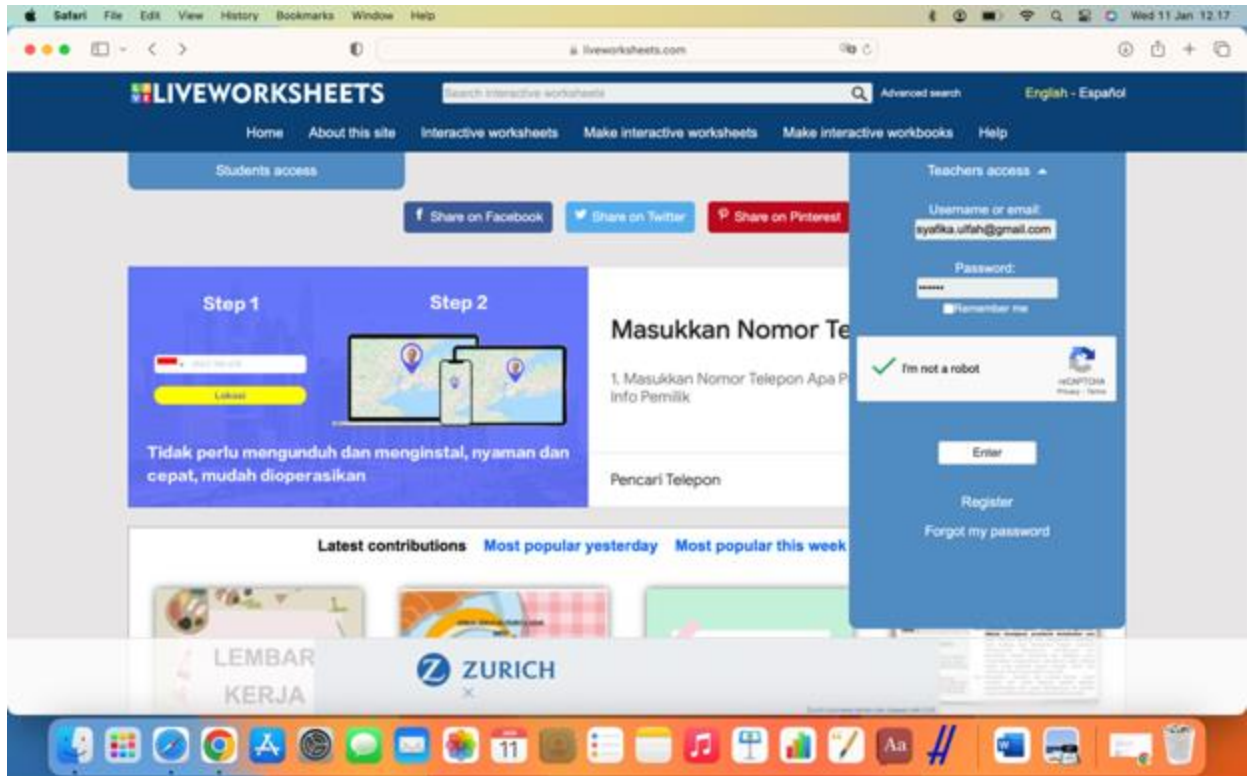 Safari File Edit View History Bookmarks Window Help
Wed 11 Jan 12.17
liveworksheets.com
LIVEWORKSHEETS
Search interactive worksheets
Advanced search
English - Español
Home About this site Interactive worksheets Make interactive worksheets Make interactive workbooks Help
Students access
Teachers access
Share on Facebook
Share on Twitter
Share on Pinterest
Username or email:
syafika.ulfah@gmail.com
Password:
Remember me
I'm not a robot
reCAPTCHA
Privacy - Terms
Enter
Register
Forgot my password
Step 1
Step 2
Lokasi
Tidak perlu mengunduh dan menginstal, nyaman dan
cepat, mudah dioperasikan
Masukkan Nomor Te
1. Masukkan Nomor Telepon Apa P
Info Pemilik
Pencari Telepon
Latest contributions Most popular yesterday Most popular this week
LEMBAR
KERJA
ZURICH
11
Aa